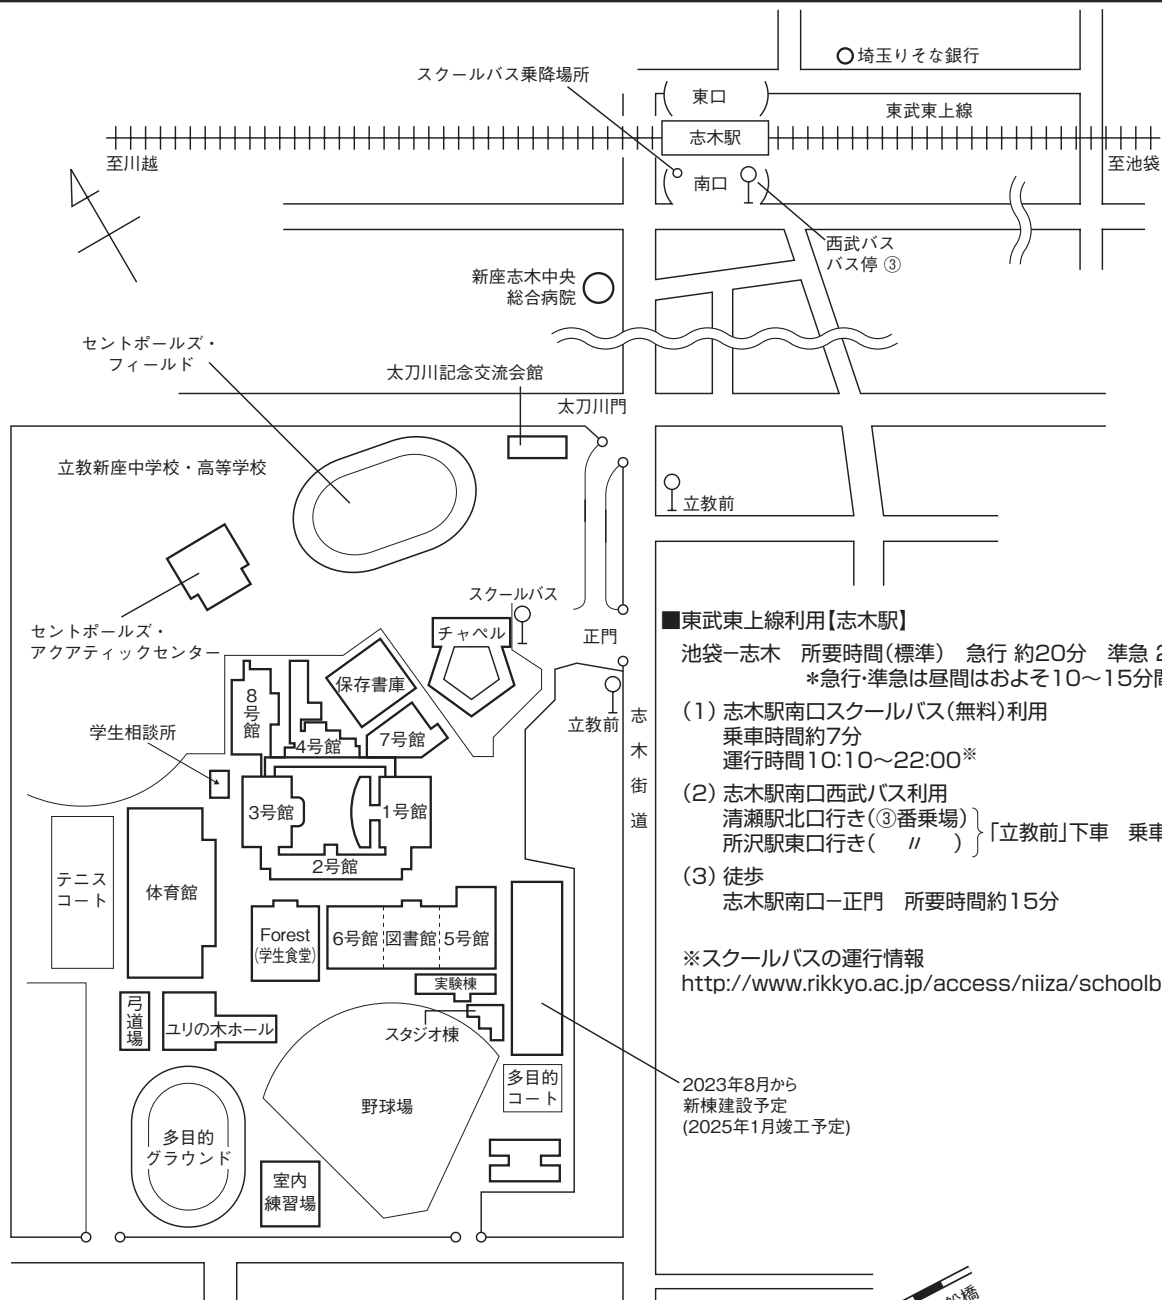 埼玉りそな銀行
スクールバス乗降場所
東口
東武東上線
志木駅
至川越
至池袋
南口
西武バス
バス停 ③
新座志木中央
総合病院
セントポールズ・
フィールド
太刀川記念交流会館
太刀川門
立教新座中学校・高等学校
立教前
スクールバス
セントポールズ・
アクアティックセンター
チャペル
正門
保存書庫
8号館
立教前
志木街道
学生相談所
4号館
7号館
3号館
1号館
2号館
テニス
コート
体育館
Forest
(学生食堂)
6号館
図書館
5号館
実験棟
弓道場
ユリの木ホール
スタジオ棟
多目的
コート
野球場
多目的
グラウンド
室内
練習場
2023年8月から
新棟建設予定
(2025年1月竣工予定)
■東武東上線利用【志木駅】
池袋−志木 所要時間(標準) 急行 約20分 準急 2
*急行・準急は昼間はおよそ10〜15分間
(1) 志木駅南口スクールバス(無料)利用
乗車時間約7分
運行時間10:10〜22:00※
(2) 志木駅南口西武バス利用
清瀬駅北口行き(③番乗場)
所沢駅東口行き( 〃 )
「立教前」下車 乗車
(3) 徒歩
志木駅南口−正門 所要時間約15分
※スクールバスの運行情報
http://www.rikkyo.ac.jp/access/niiza/schoolb